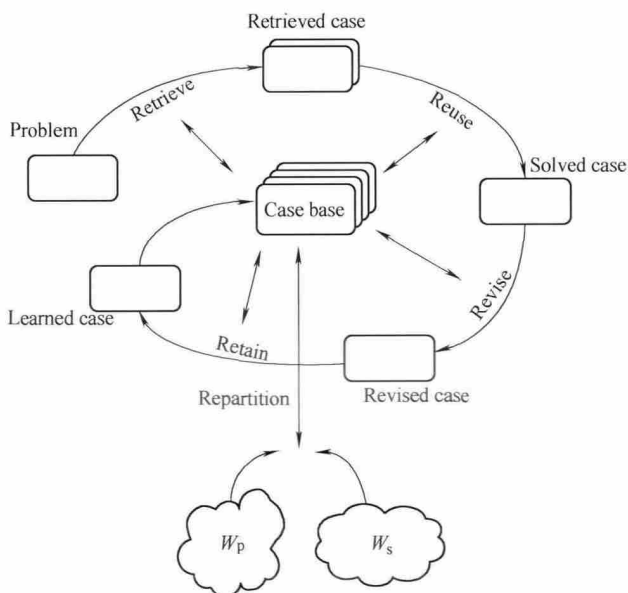 Retrieved case
Retrieve
Reuse
Problem
Solved case
Case base
Learned case
Revise
Retain
Repartition
Revised case
Wp
Ws